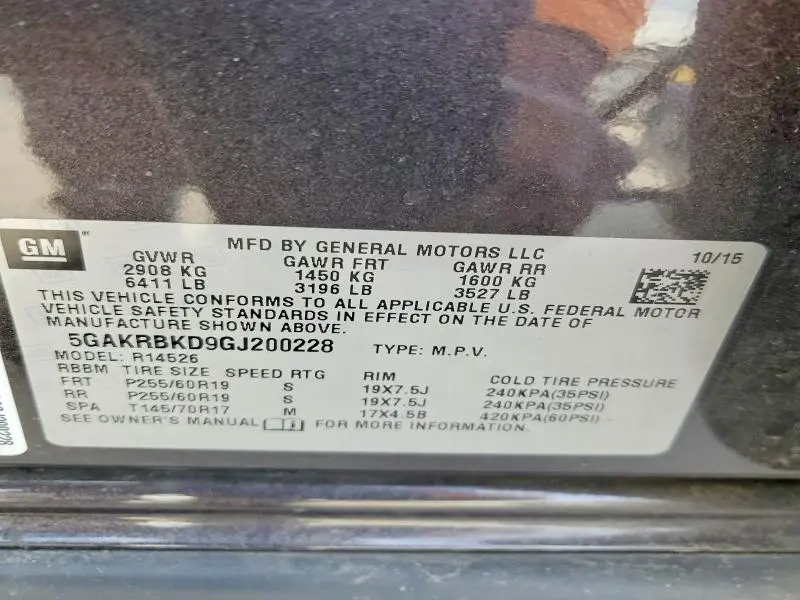 GM
MFD BY GENERAL MOTORS LLC
10/15
GVWR GAWR FRT GAWR RR
2908 KG 1450 KG 1600 KG
6411 LB 3196 LB 3527 LB
THIS VEHICLE CONFORMS TO ALL APPLICABLE U.S. FEDERAL MOTOR
VEHICLE SAFETY STANDARDS IN EFFECT ON THE DATE OF
MANUFACTURE SHOWN ABOVE.
5GAKRBKD9GJ200228 TYPE: M.P.V.
MODEL: R14526
RBBM TIRE SIZE SPEED RTG RIM COLD TIRE PRESSURE
FRT P255/60R19 S 19X7.5J 240KPA(35PSI)
RR P255/60R19 S 19X7.5J 240KPA(35PSI)
SPA T145/70R17 M 17X4.5B 420KPA(60PSI)
SEE OWNER'S MANUAL FOR MORE INFORMATION.